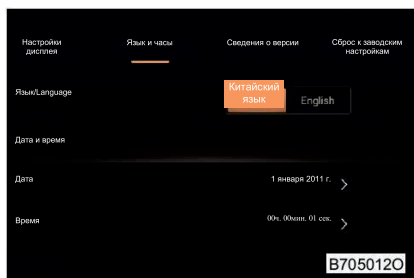 Настройки
дисплея
Язык и часы
Сведения о версии
Сброс к заводским
настройкам
Язык/Language
Китайский
язык
English
Дата и время
Дата
1 января 2011 г.
Время
00ч. 00мин. 01 сек.
B705012O